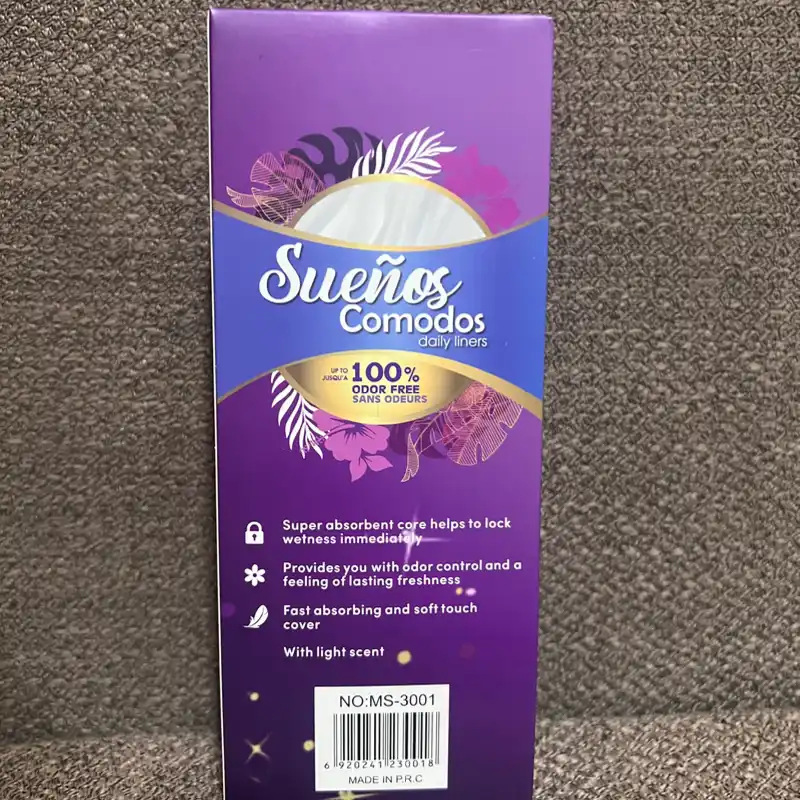 Sueños
Comodos
daily liners
UP TO
JUSQU'A
100%
ODOR FREE
SANS ODEURS
Super absorbent core helps to lock
wetness immediately
Provides you with odor control and a
feeling of lasting freshness
Fast absorbing and soft touch
cover
With light scent
NO:MS-3001
6 920241 230018
MADE IN P.R.C